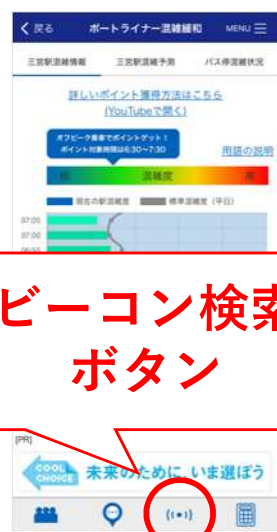 戻る ポートライナー混雑緩和 MENU
三宮駅混雑情報 三宮駅混雑予測 バス停混雑状況
詳しいポイント獲得方法はこちら
(YouTubeで開く)
オフピーク乗車でポイントゲット！
ポイント対象時間は6:30~7:30
用語の説明
低 混雑度 高
現在の駅混雑度 標準混雑度（平日）
07:05
07:00
06:55
ビーコン検索
ボタン
[PR]
COOL
CHOICE
未来のために、いま選ぼう